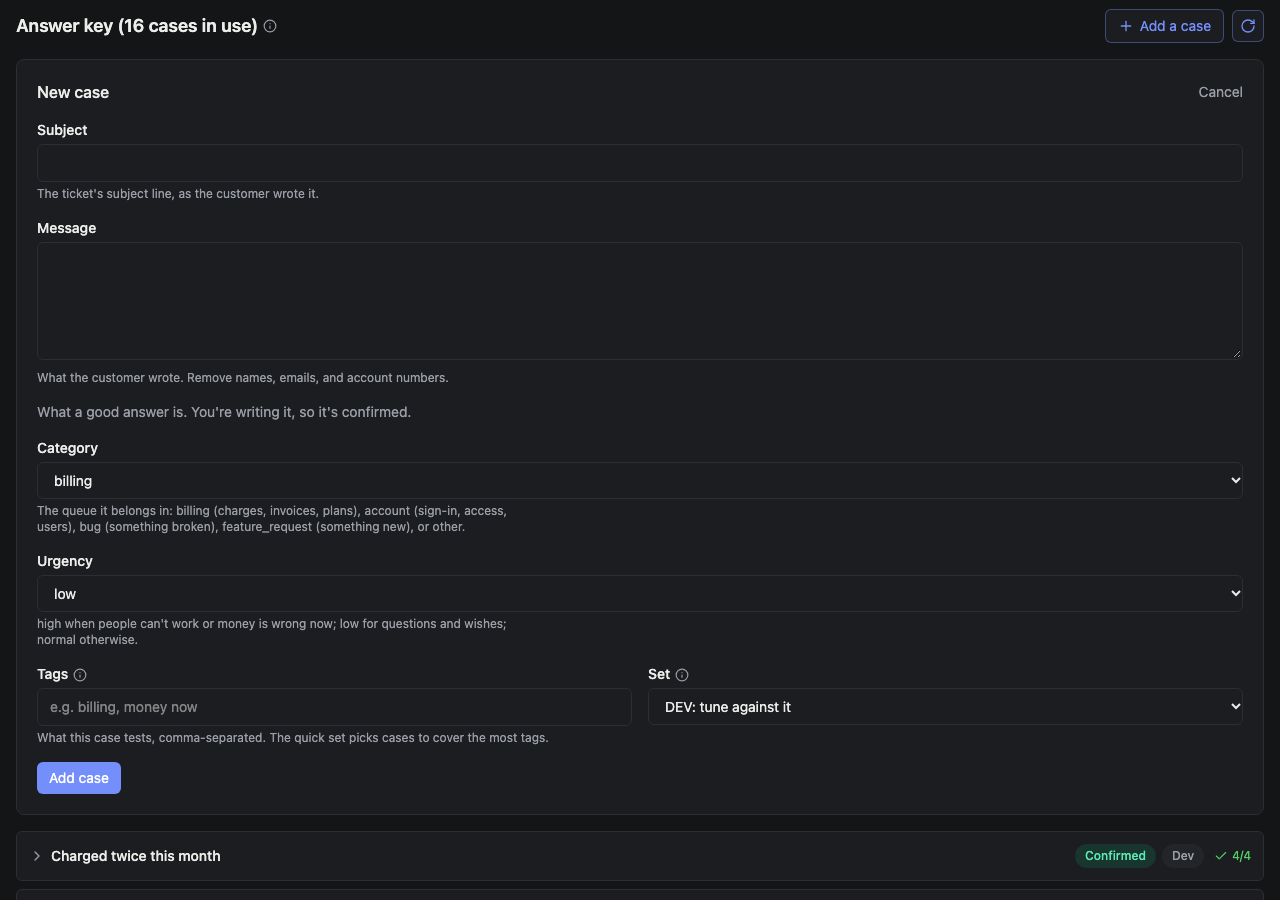 Answer key (16 cases in use)
Add a case
New case
Cancel
Subject
The ticket's subject line, as the customer wrote it.
Message
What the customer wrote. Remove names, emails, and account numbers.
What a good answer is. You're writing it, so it's confirmed.
Category
billing
The queue it belongs in: billing (charges, invoices, plans), account (sign-in, access,
users), bug (something broken), feature_request (something new), or other.
Urgency
low
high when people can't work or money is wrong now; low for questions and wishes;
normal otherwise.
Tags
Set
e.g. billing, money now
DEV: tune against it
What this case tests, comma-separated. The quick set picks cases to cover the most tags.
Add case
Charged twice this month
Confirmed
Dev
4/4